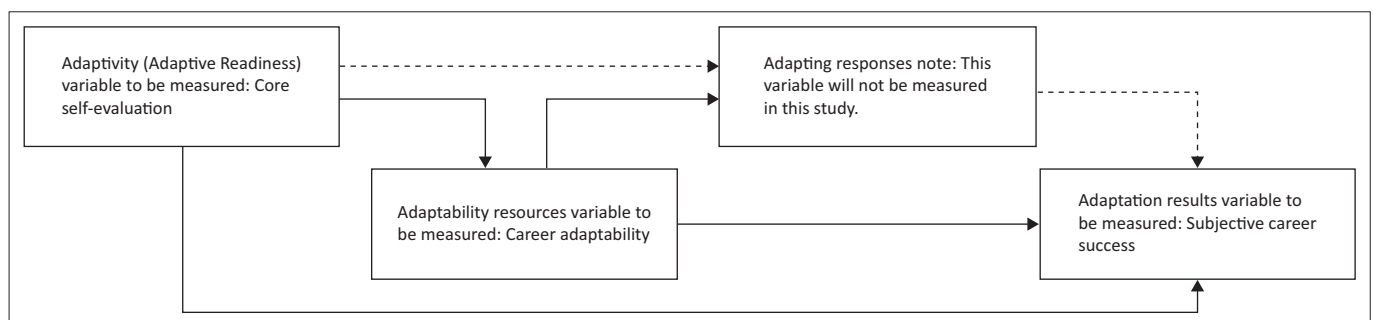 Adaptivity (Adaptive Readiness)
variable to be measured: Core
self-evaluation
Adapting responses note: This
variable will not be measured
in this study.
Adaptability resources variable to
be measured: Career adaptability
Adaptation results variable to
be measured: Subjective career
success